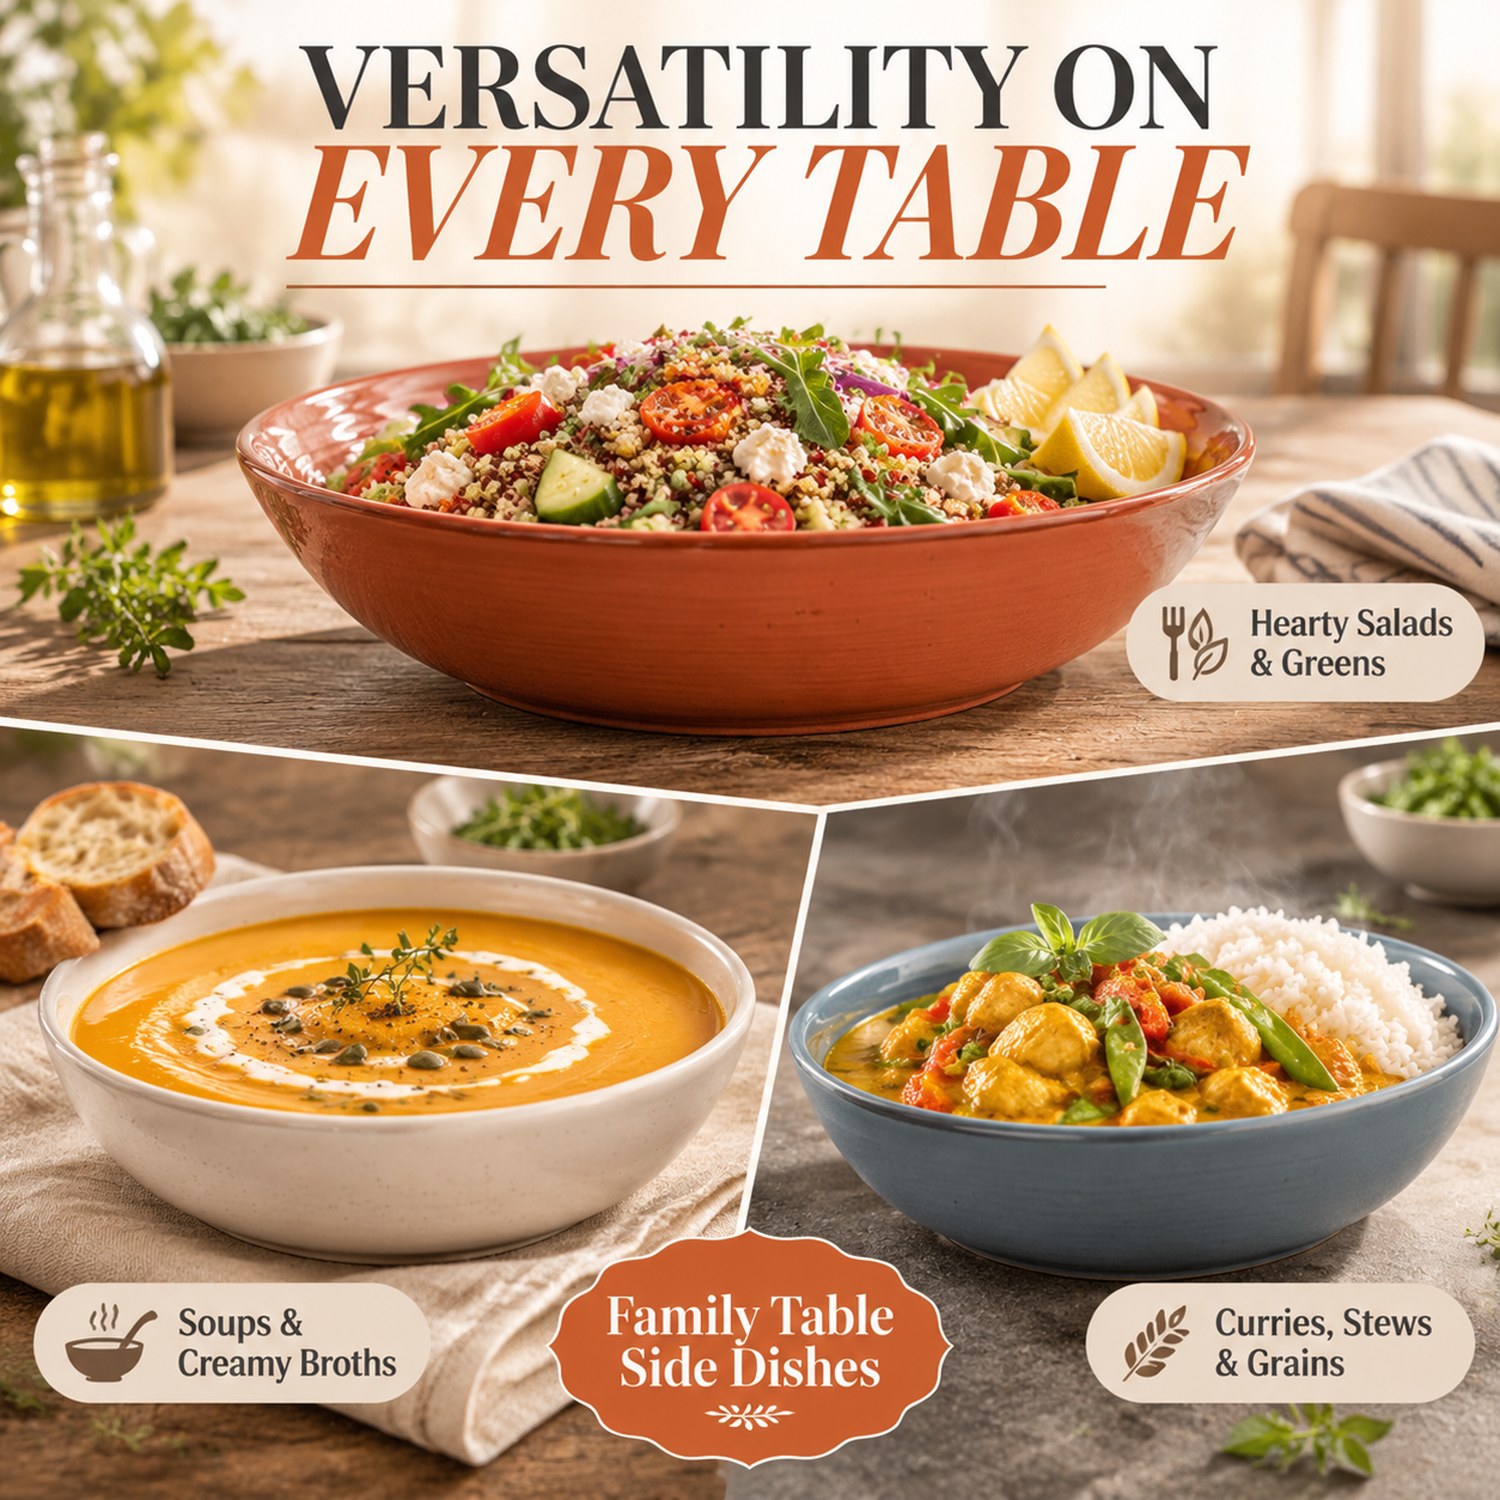 VERSATILITY ON
EVERY TABLE
Hearty Salads
& Greens
Soups &
Creamy Broths
Family Table
Side Dishes
Curries, Stews
& Grains